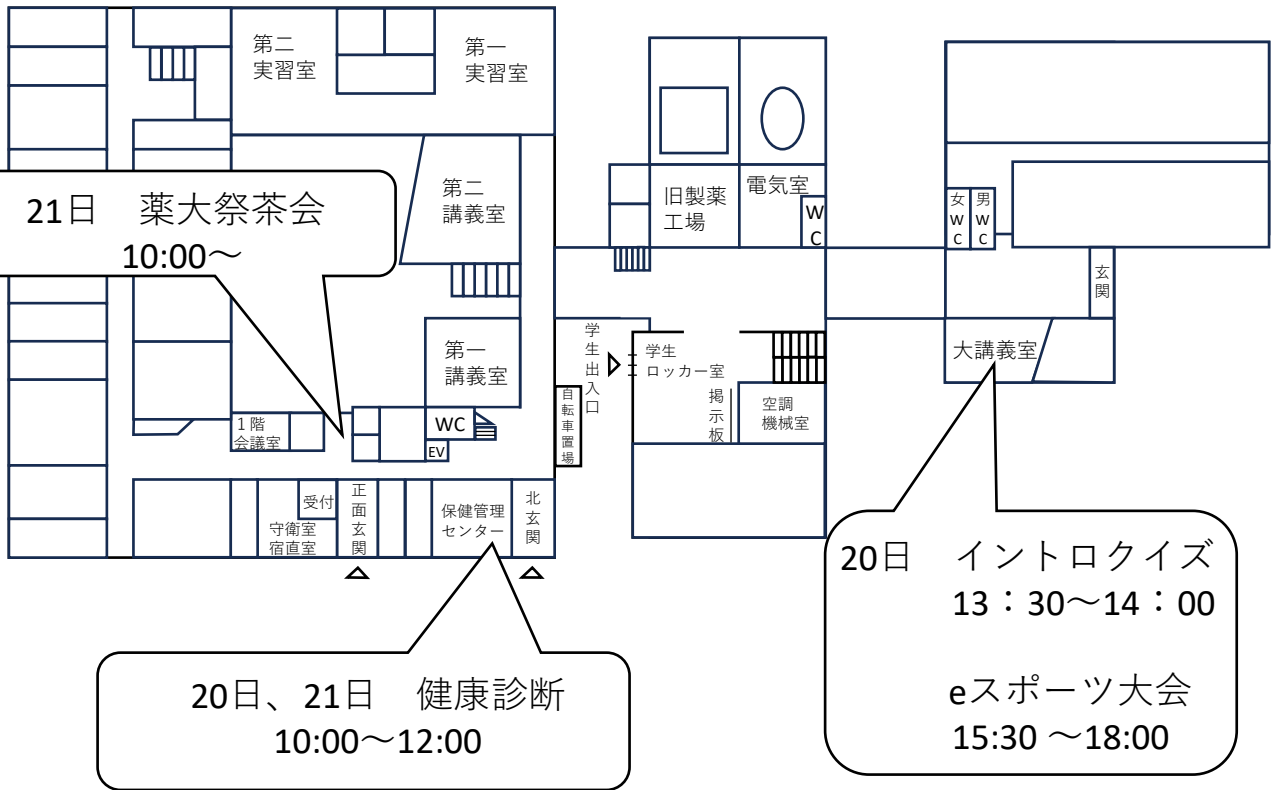 第二
実習室
第一
実習室
21日 薬大祭茶会
10:00~
第二
講義室
旧製薬
工場
電気室
W
C
女
W
C
男
W
C
玄
関
第一
講義室
学
生
出
入
口
学生
ロッカー室
掲
示
板
空調
機械室
大講義室
自
転
車
置
場
1階
会議室
WC
EV
受付
守衛室
宿直室
正
面
玄
関
保健管理
センター
北
玄
関
20日 イントロクイズ
13:30~14:00
eスポーツ大会
15:30 ~18:00
20日、21日 健康診断
10:00~12:00